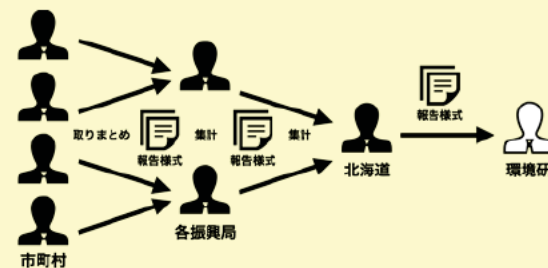 報告様式
取りまとめ
報告様式
集計
報告様式
集計
北海道
環境研
各振興局
市町村